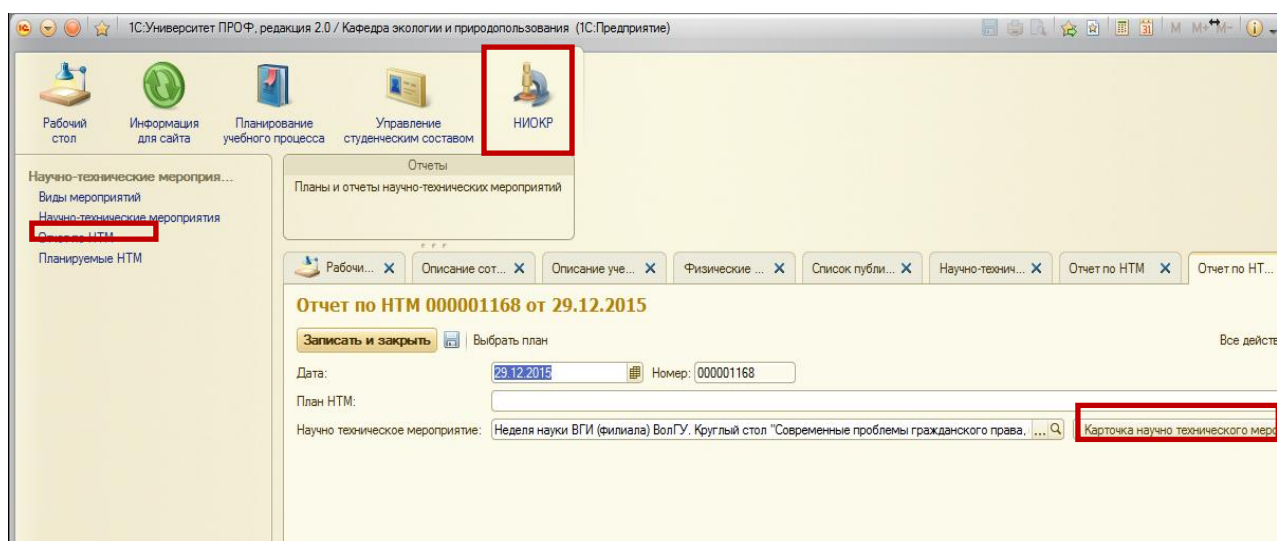 1С:Университет ПРОФ, редакция 2.0 / Кафедра экологии и природопользования (1С:Предприятие)
31 M M+ M-
Рабочий стол
Информация для сайта
Планирование учебного процесса
Управление студенческим составом
НИОКР
Научно-технические мероприя...
Виды мероприятий
Научно-технические мероприятия
Отчет по НТМ
Планируемые НТМ
Отчеты
Планы и отчеты научно-технических мероприятий
Рабочи... Описание сот... Описание уче... Физические ... Список публи... Научно-технич... Отчет по НТМ Отчет по НТ...
Отчет по НТМ 000001168 от 29.12.2015
Записать и закрыть Выбрать план Все действ
Дата: 29.12.2015 Номер: 000001168
План НТМ:
Научно техническое мероприятие: Неделя науки ВГИ (филиала) ВолГУ. Круглый стол "Современные проблемы гражданского права, ... Карточка научно технического меро